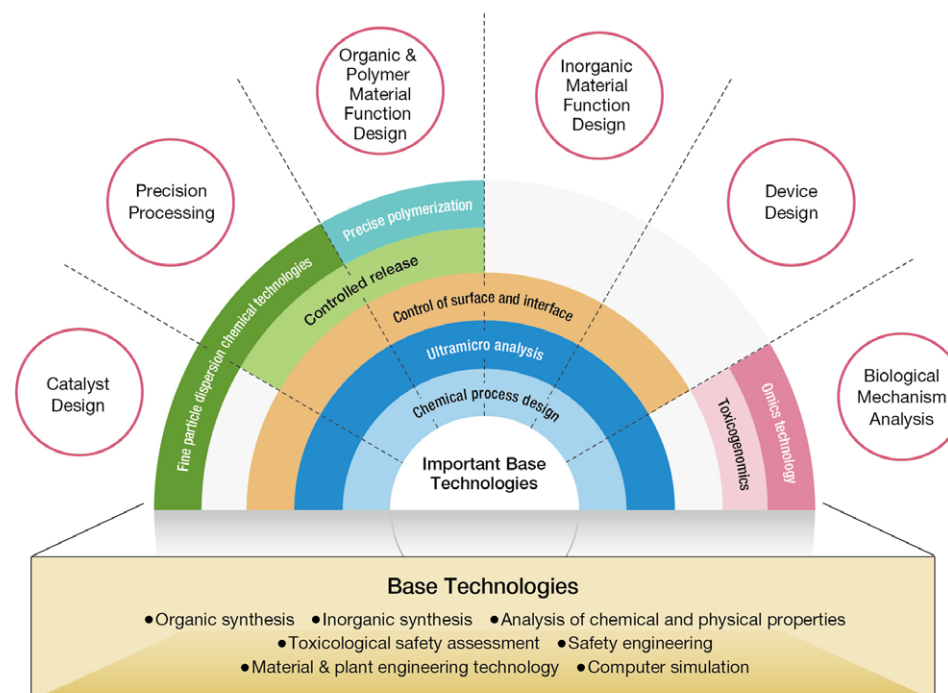 Organic &
Polymer
Material
Function
Design
Inorganic
Material
Function
Design
Precision
Processing
Device
Design
Catalyst
Design
Biological
Mechanism
Analysis
Fine particle dispersion chemical technologies
Precise polymerization
Controlled release
Control of surface and interface
Ultramicro analysis
Chemical process design
Toxicogenomics
Omics technology
Important Base
Technologies
Base Technologies
●Organic synthesis ●Inorganic synthesis ●Analysis of chemical and physical properties
●Toxicological safety assessment ●Safety engineering
●Material & plant engineering technology ●Computer simulation